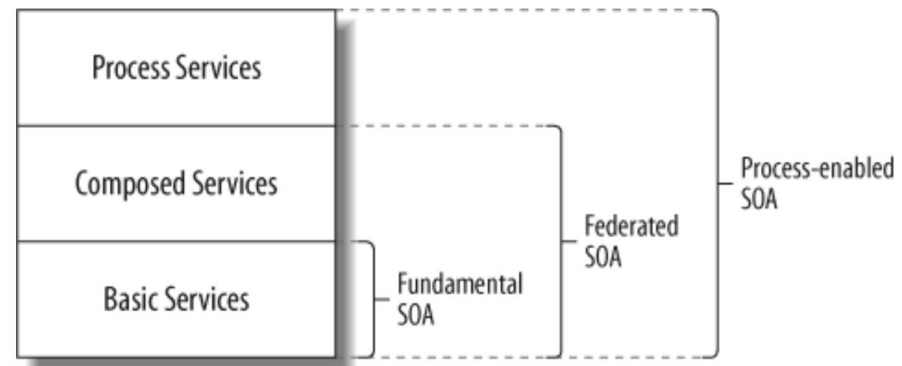 Process Services
Composed Services
Basic Services
Fundamental
SOA
Federated
SOA
Process-enabled
SOA